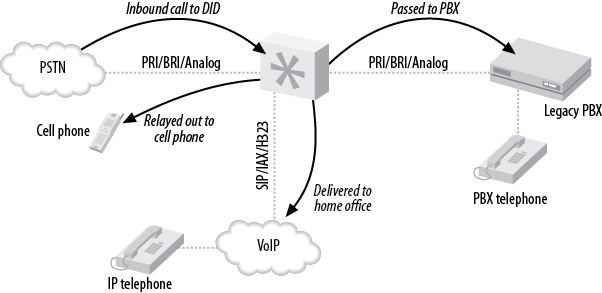 Inbound call to DID
Passed to PBX
PSTN
PRI/BRI/Analog
PRI/BRI/Analog
Legacy PBX
Cell phone
Relayed out to
cell phone
SIP/IAX/H323
Delivered to
home office
PBX telephone
VoIP
IP telephone